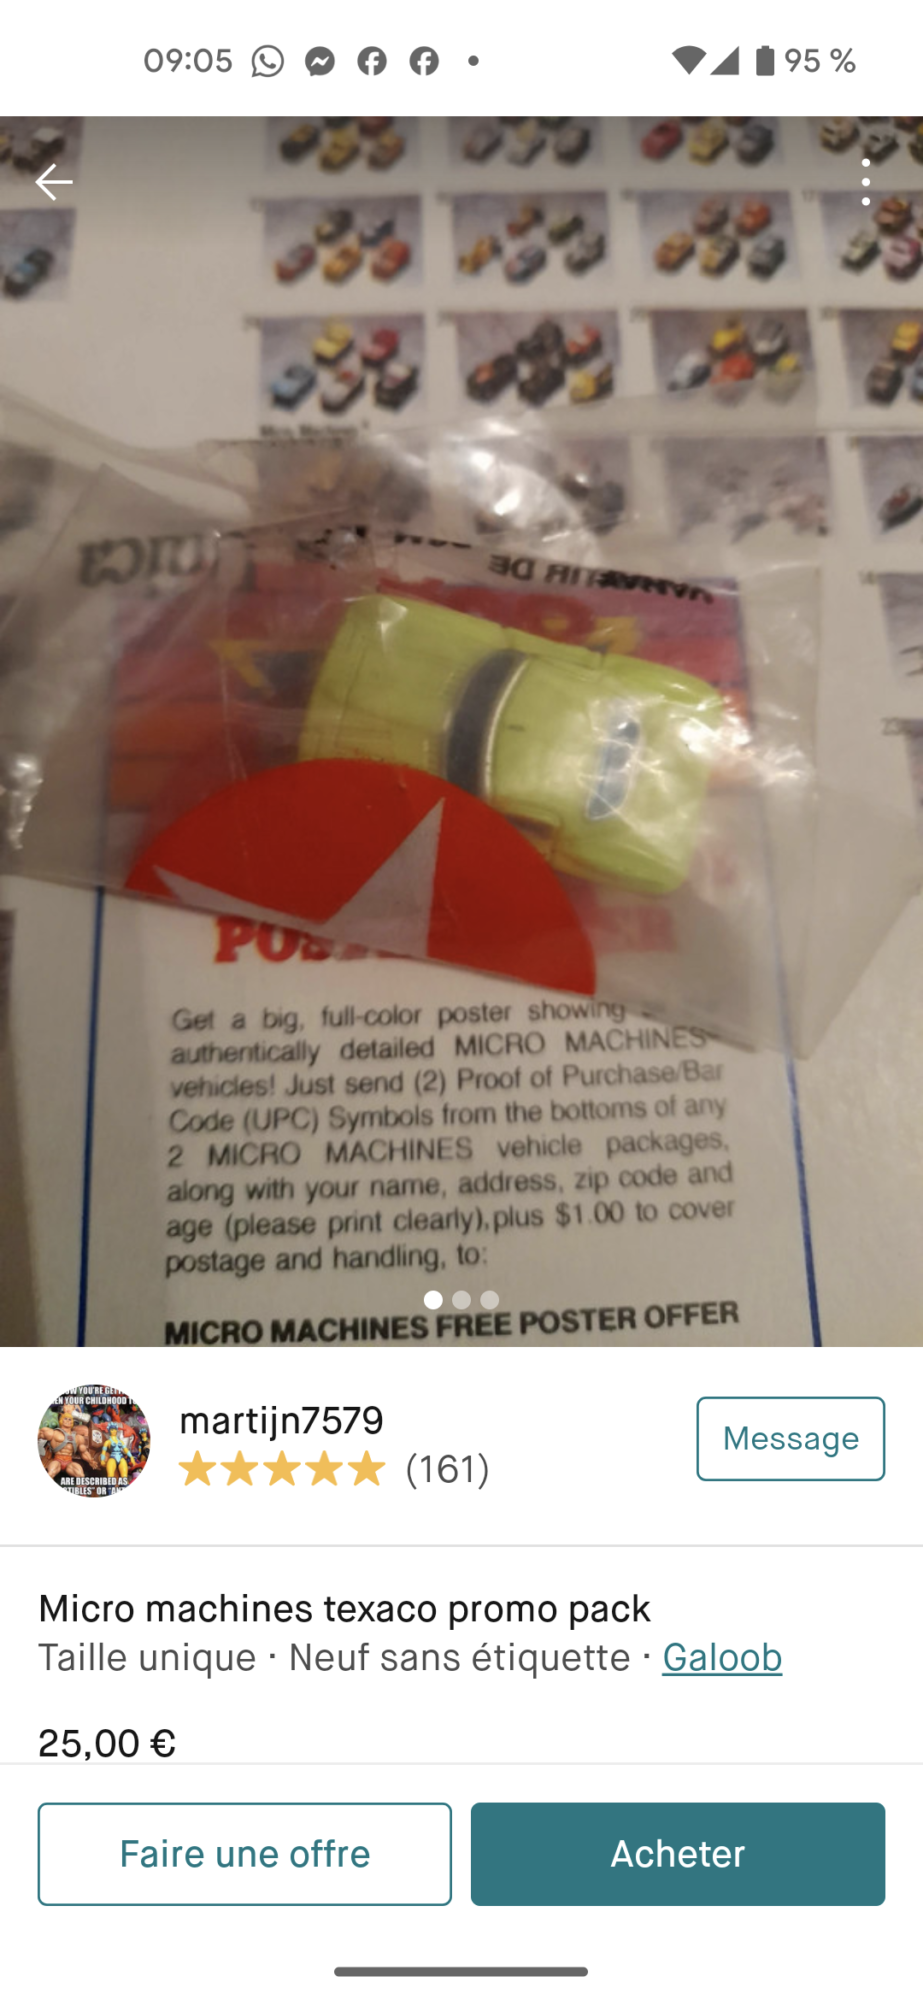 09:05
95 %
POS
Get a big, full-color poster showing
authentically detailed MICRO MACHINES
vehicles! Just send (2) Proof of Purchase/Bar
Code (UPC) Symbols from the bottoms of any
2 MICRO MACHINES vehicle packages,
along with your name, address, zip code and
age (please print clearly), plus $1.00 to cover
postage and handling, to:
MICRO MACHINES FREE POSTER OFFER
martijn7579
(161)
Message
Micro machines texaco promo pack
Taille unique · Neuf sans étiquette · Galoob
25,00 €
Faire une offre
Acheter